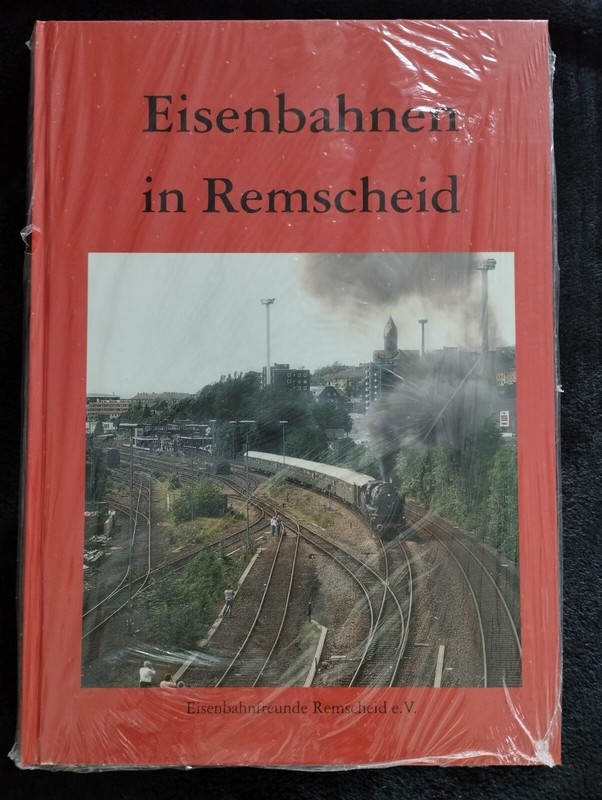 Eisenbahnen
in Remscheid
Eisenbahnfreunde Remscheid e.V.